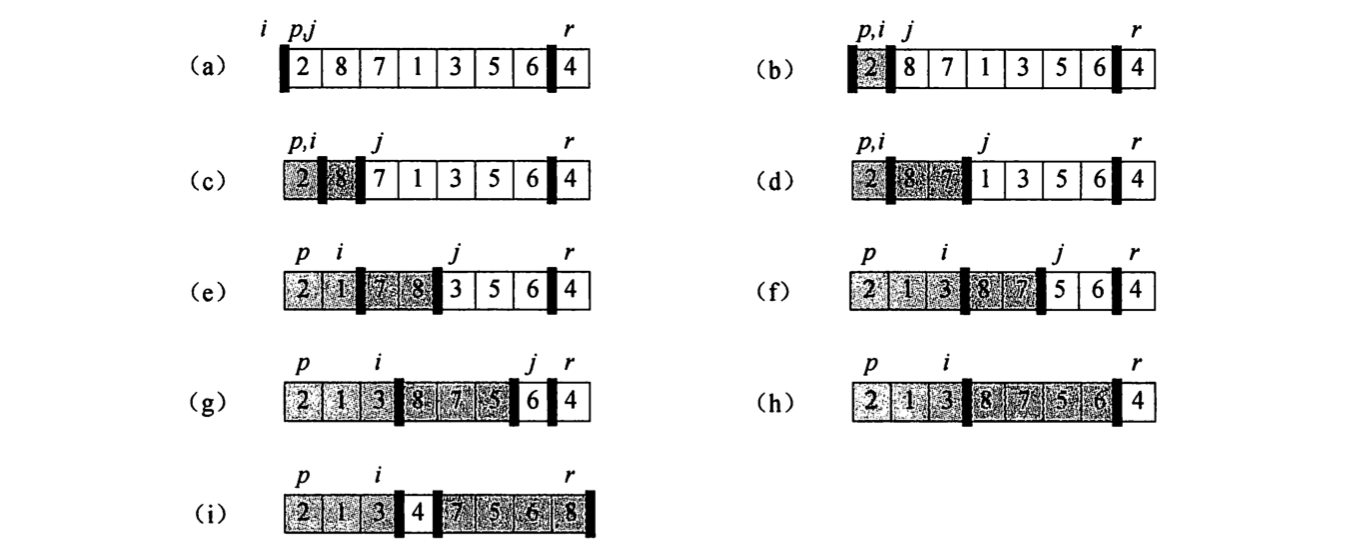 i p,j r
(a) 2 8 7 1 3 5 6 4
p,i j r
(b) 2 8 7 1 3 5 6 4
p,i j r
(c) 2 8 7 1 3 5 6 4
p,i j r
(d) 2 8 7 1 3 5 6 4
p i j r
(e) 2 1 7 8 3 5 6 4
p i j r
(f) 2 1 3 8 7 5 6 4
p i j r
(g) 2 1 3 8 7 5 6 4
p i r
(h) 2 1 3 8 7 5 6 4
p i r
(i) 2 1 3 4 7 5 6 8